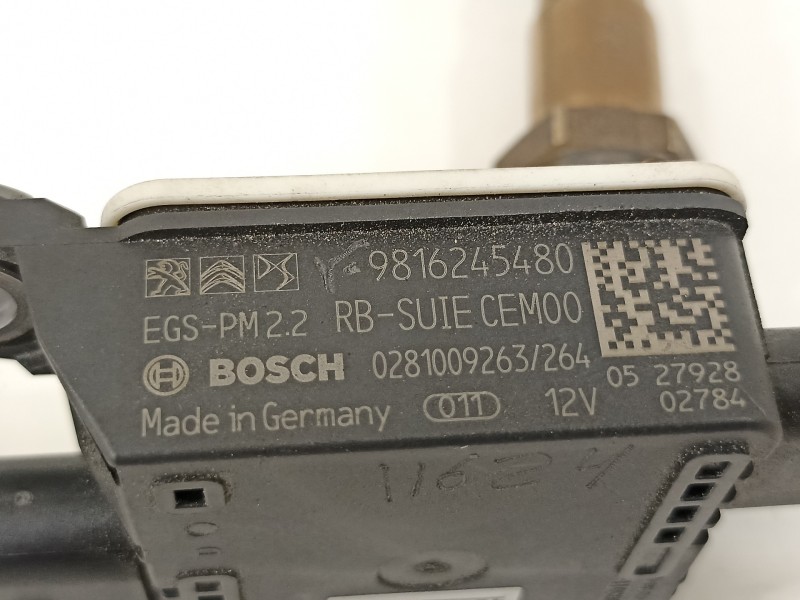 9816245480
EGS-PM 2.2 RB-SUIE CEM00
BOSCH 0281009263/264
05 27928
Made in Germany 011 12V
02784
11624